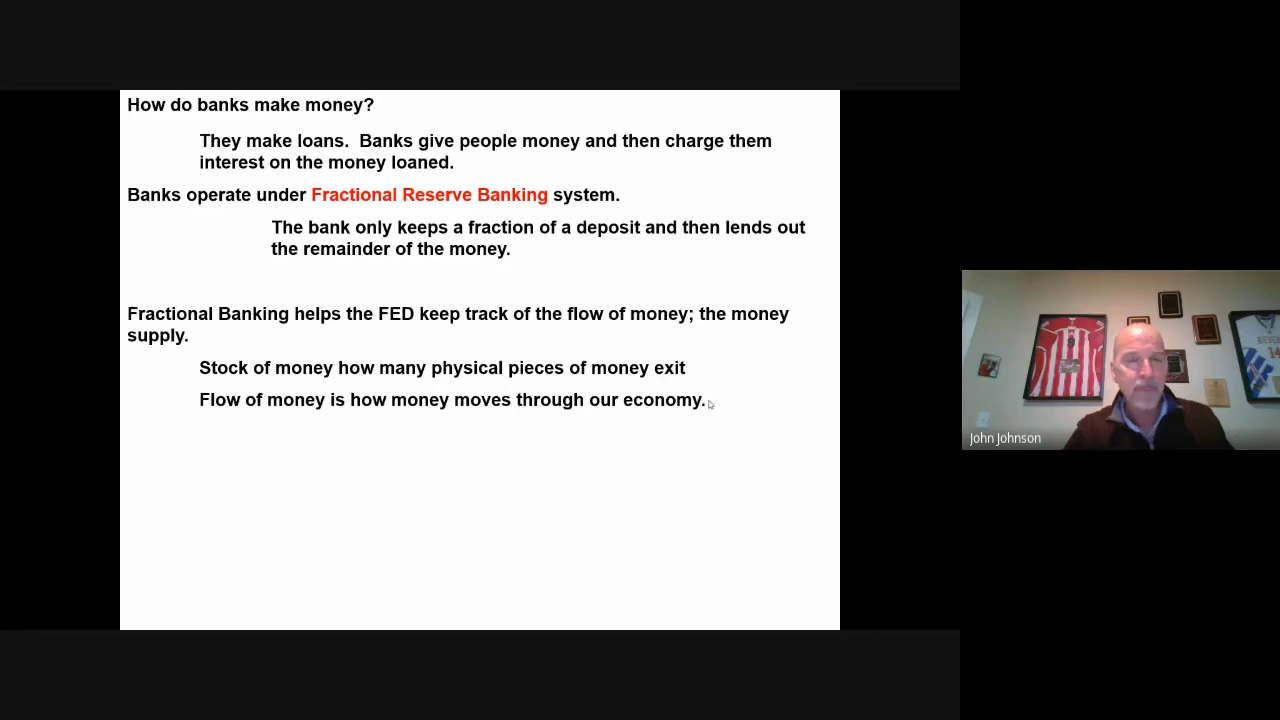 How do banks make money?
They make loans.  Banks give people money and then charge them
interest on the money loaned.
Banks operate under Fractional Reserve Banking system.
The bank only keeps a fraction of a deposit and then lends out
the remainder of the money.
Fractional Banking helps the FED keep track of the flow of money; the money
supply.
Stock of money how many physical pieces of money exit
Flow of money is how money moves through our economy.
John Johnson